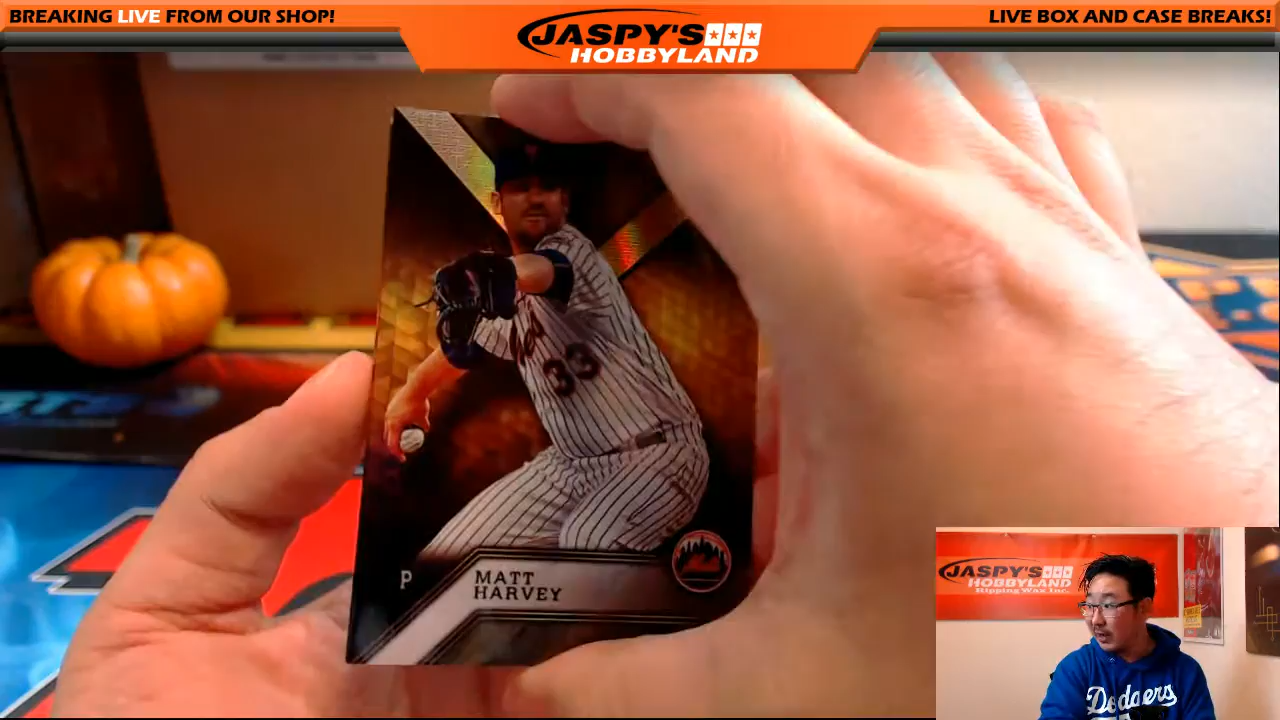 BREAKING LIVE FROM OUR SHOP!
JASPY'S
HOBBYLAND
LIVE BOX AND CASE BREAKS!
33
P
MATT
HARVEY
JASPY'S
HOBBYLAND
Ripping Wax Inc.
Dodgers